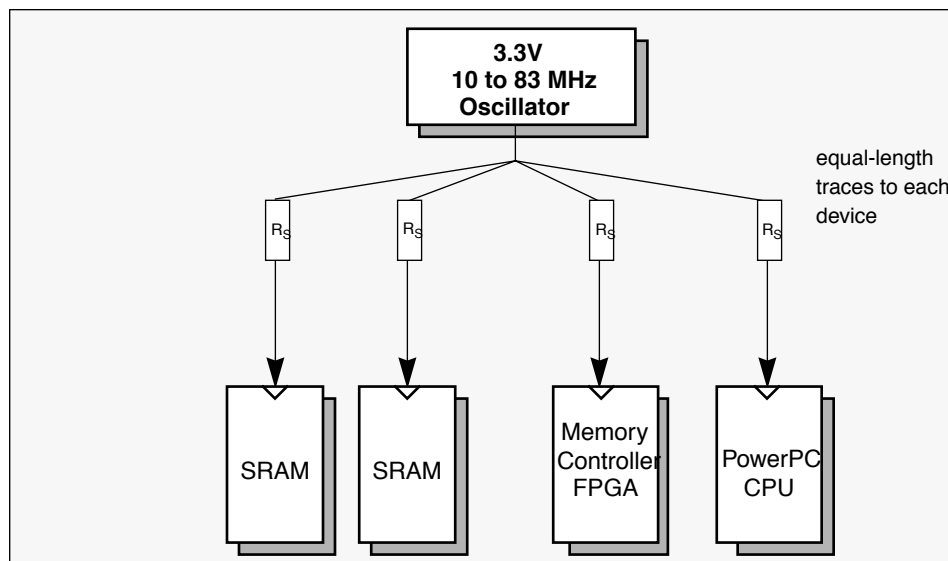 3.3V
10 to 83 MHz
Oscillator
equal-length
traces to each
device
RS
RS
RS
RS
SRAM
SRAM
Memory
Controller
FPGA
PowerPC
CPU